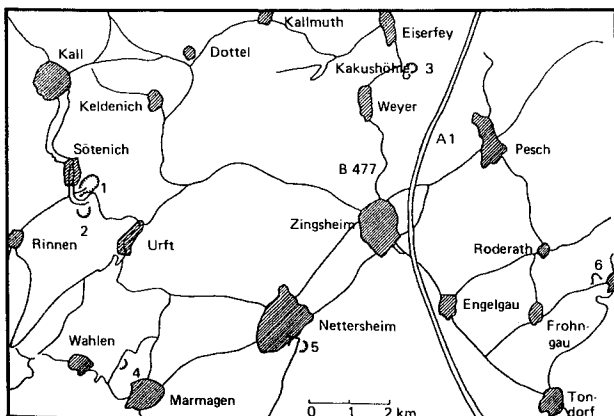 Kallmuth
Eiserfey
Kall
Dottel
Kakushöhle
3
Keldenich
Weyer
A 1
Pesch
Sötenich
B 477
1
2
Zingsheim
Rinnen
Urft
Roderath
6
Engelgau
Frohn-
gau
Wahlen
Nettersheim
5
4
Marmagen
Ton-
dorf
0 1 2 km